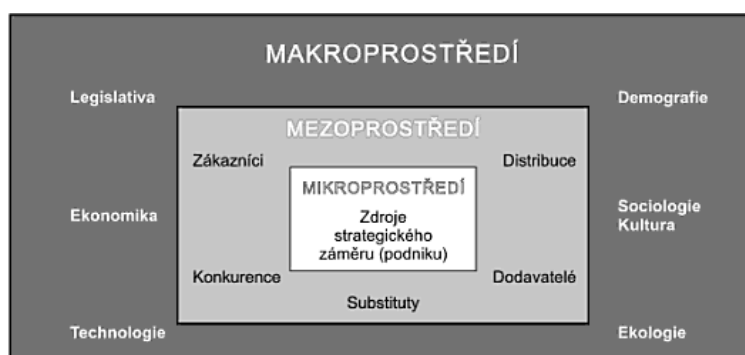 MAKROPROSTŘEDÍ
Legislativa
Demografie
MEZOPROSTŘEDÍ
Zákazníci
Distribuce
MIKROPROSTŘEDÍ
Zdroje
strategického
záměru (podniku)
Ekonomika
Sociologie
Kultura
Konkurence
Dodavatelé
Substituty
Technologie
Ekologie